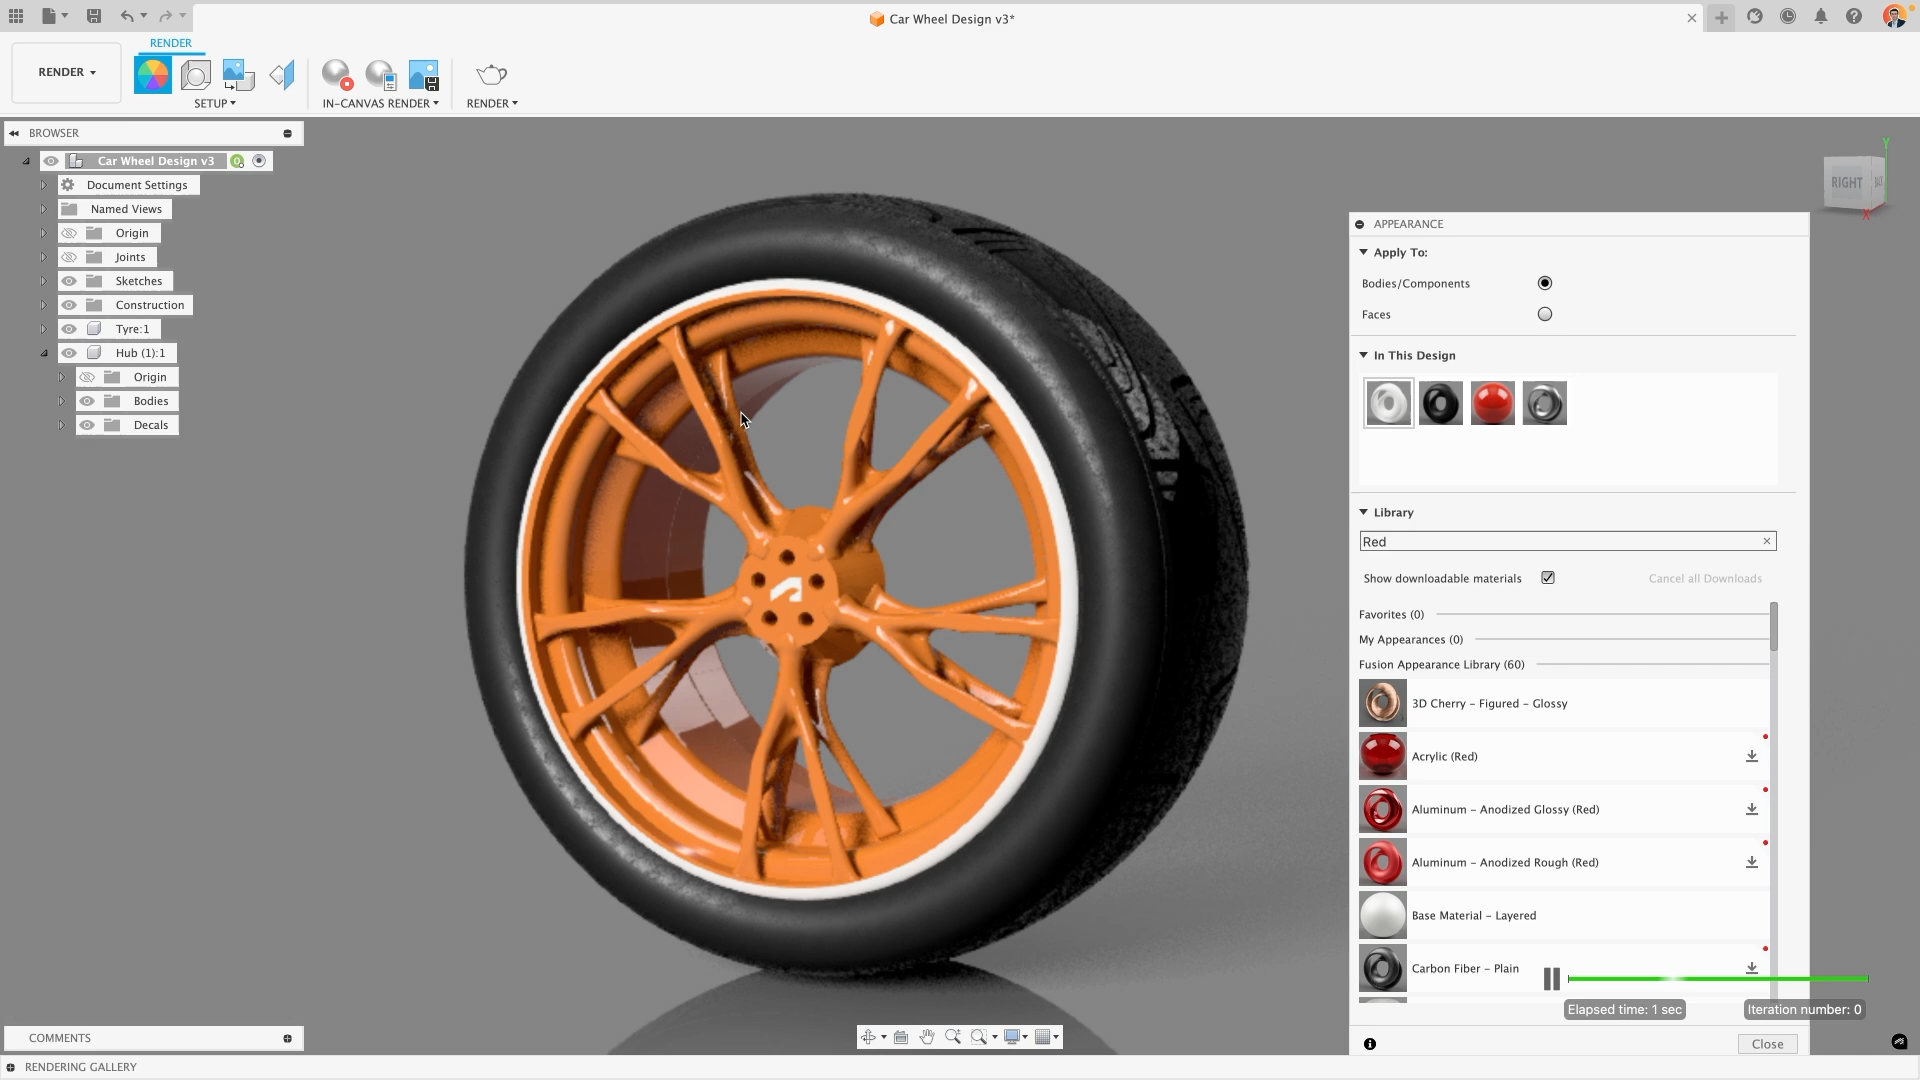 Car Wheel Design v3*
RENDER
RENDER
SETUP
IN-CANVAS RENDER
RENDER
BROWSER
Car Wheel Design v3
Document Settings
Named Views
Origin
Joints
Sketches
Construction
Tyre:1
Hub (1):1
Origin
Bodies
Decals
Y
RIGHT
X
APPEARANCE
Apply To:
Bodies/Components
Faces
In This Design
Library
Red
Show downloadable materials
Cancel all Downloads
Favorites (0)
My Appearances (0)
Fusion Appearance Library (60)
3D Cherry - Figured - Glossy
Acrylic (Red)
Aluminum - Anodized Glossy (Red)
Aluminum - Anodized Rough (Red)
Base Material - Layered
Carbon Fiber - Plain
Elapsed time: 1 sec
Iteration number: 0
Close
COMMENTS
RENDERING GALLERY